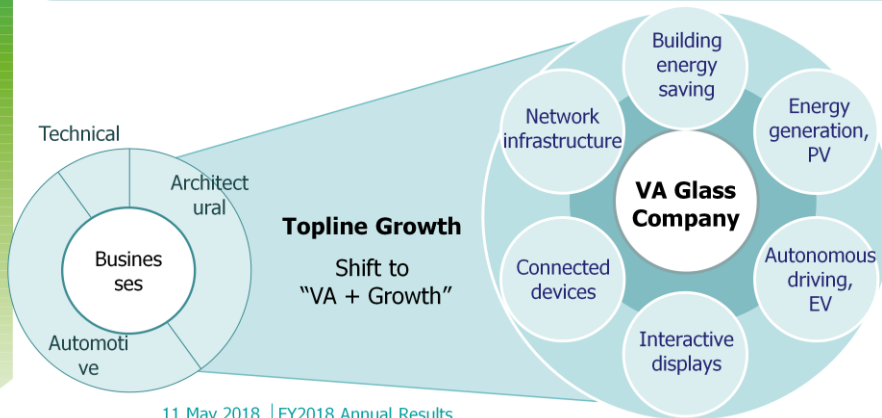 Technical
Architect
ural
Busines
ses
Automoti
ve
Topline Growth
Shift to
“VA + Growth”
Building
energy
saving
Network
infrastructure
Energy
generation,
PV
VA Glass
Company
Connected
devices
Autonomous
driving,
EV
Interactive
displays
11 May 2018 | FY2018 Annual Results